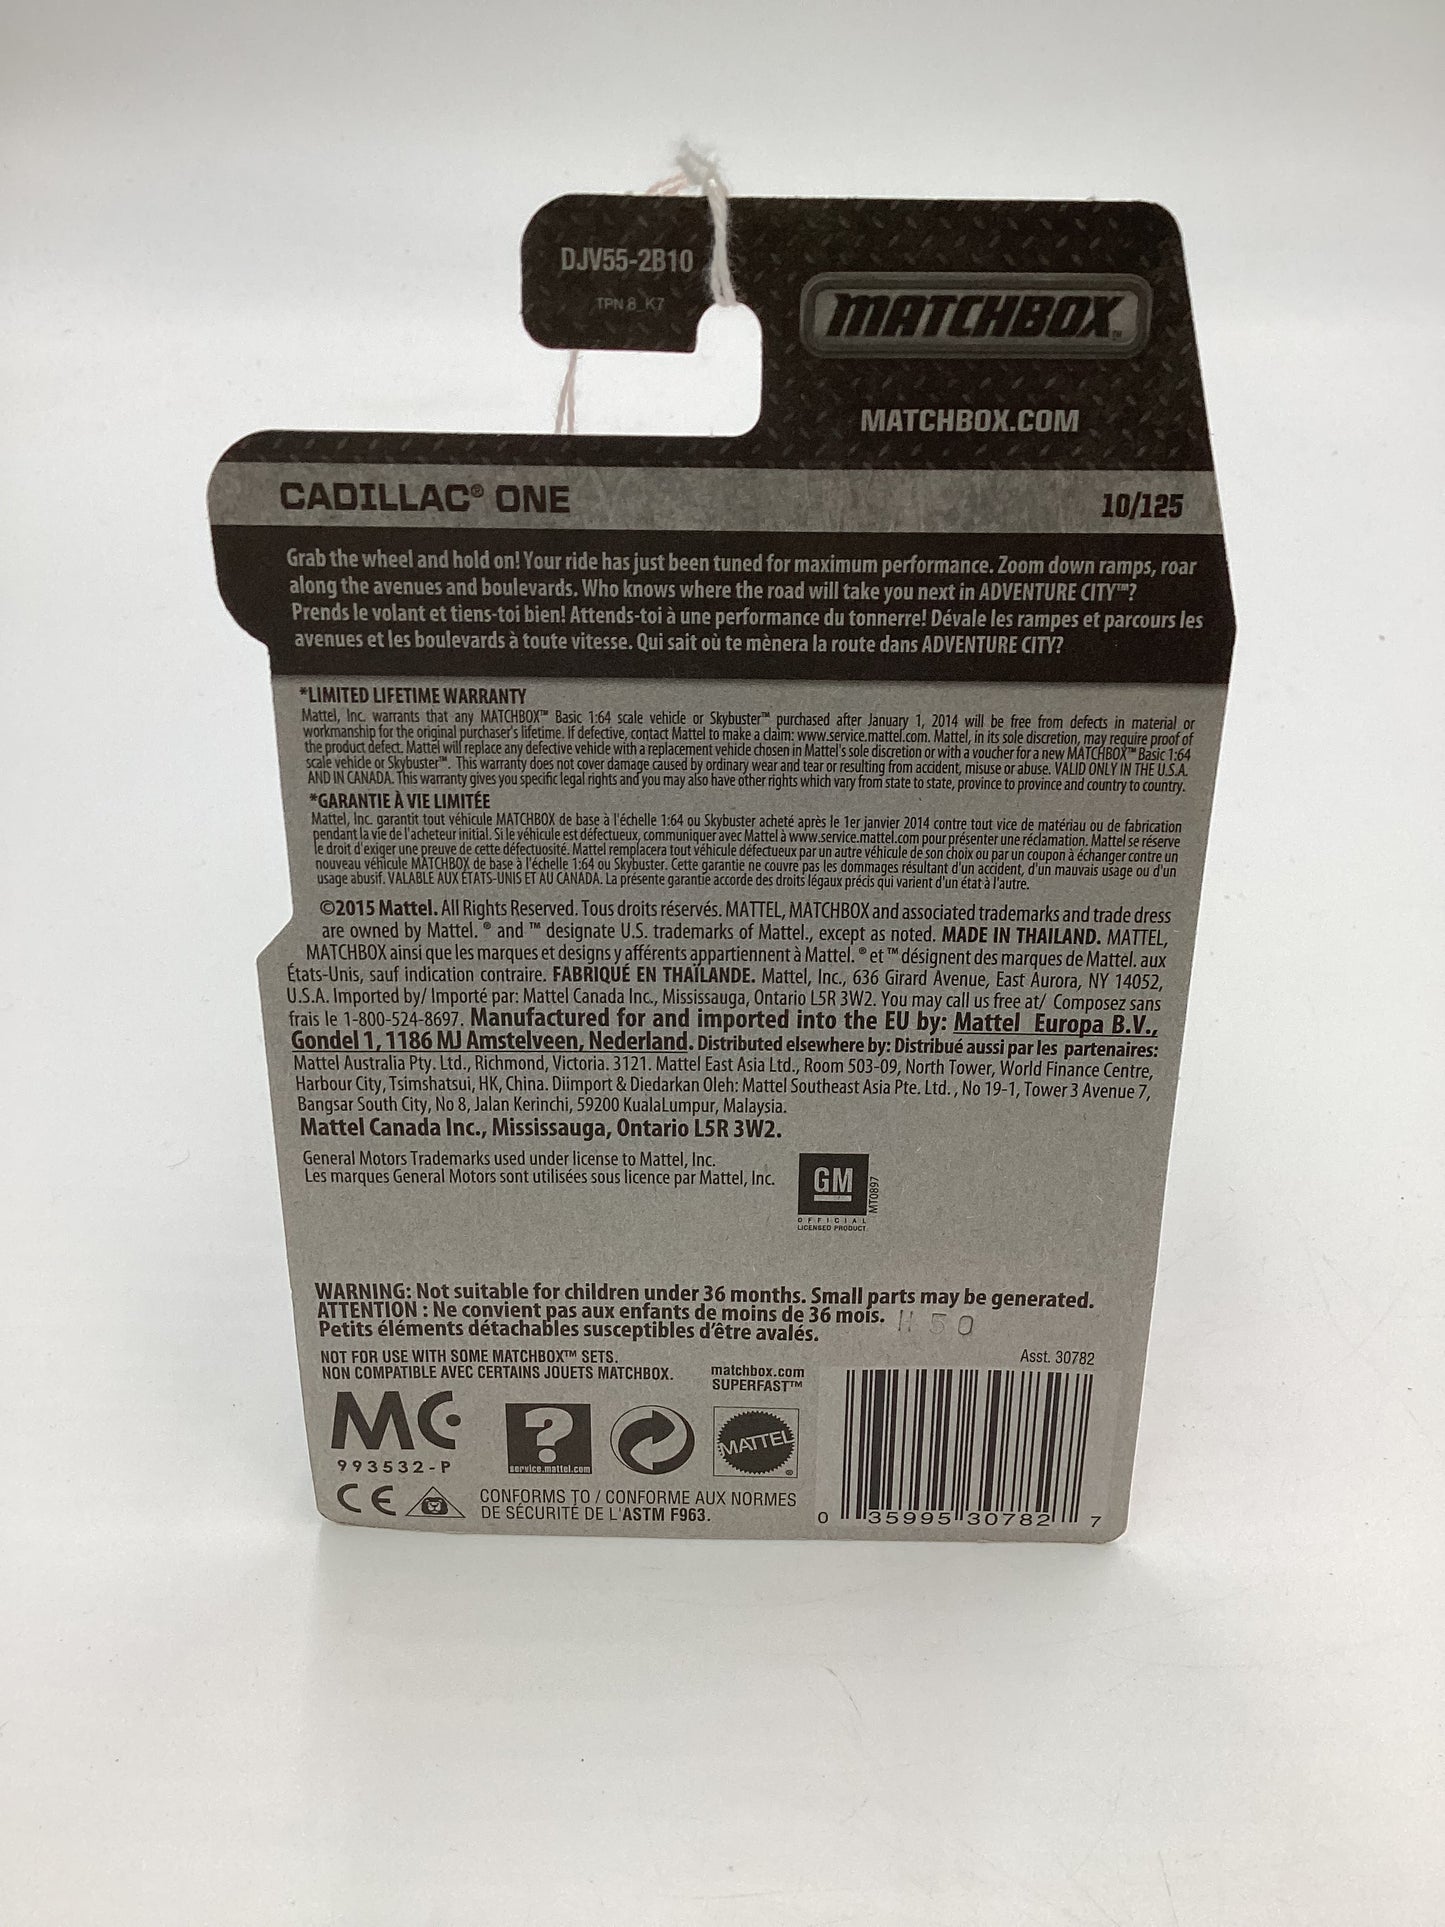 DJV55-2B10
TPN 8_K7
MATCHBOX™
MATCHBOX.COM
CADILLAC® ONE
10/125
Grab the wheel and hold on! Your ride has just been tuned for maximum performance. Zoom down ramps, roar
along the avenues and boulevards. Who knows where the road will take you next in ADVENTURE CITY™?
Prends le volant et tiens-toi bien! Attends-toi à une performance du tonnerre! Dévale les rampes et parcours les
avenues et les boulevards à toute vitesse. Qui sait où te mènera la route dans ADVENTURE CITY?
*LIMITED LIFETIME WARRANTY
Mattel, Inc. warrants that any MATCHBOX™ Basic 1:64 scale vehicle or Skybuster™ purchased after January 1, 2014 will be free from defects in material or
workmanship for the original purchaser's lifetime. If defective, contact Mattel to make a claim: www.service.mattel.com. Mattel, in its sole discretion, may require proof of
the product defect. Mattel will replace any defective vehicle with a replacement vehicle chosen in Mattel's sole discretion or with a voucher for a new MATCHBOX™ Basic 1:64
scale vehicle or Skybuster™. This warranty does not cover damage caused by ordinary wear and tear or resulting from accident, misuse or abuse. VALID ONLY IN THE U.S.A.
AND IN CANADA. This warranty gives you specific legal rights and you may also have other rights which vary from state to state, province to province and country to country.
*GARANTIE À VIE LIMITÉE
Mattel, Inc. garantit tout véhicule MATCHBOX de base à l'échelle 1:64 ou Skybuster acheté après le 1er janvier 2014 contre tout vice de matériau ou de fabrication
pendant la vie de l'acheteur initial. Si le véhicule est défectueux, communiquer avec Mattel à www.service.mattel.com pour présenter une réclamation. Mattel se réserve
le droit d'exiger une preuve de cette défectuosité. Mattel remplacera tout véhicule défectueux par un autre véhicule de son choix ou par un coupon à échanger contre un
nouveau véhicule MATCHBOX de base à l'échelle 1:64 ou Skybuster. Cette garantie ne couvre pas les dommages résultant d'un accident, d'un mauvais usage ou d'un
usage abusif. VALABLE AUX ÉTATS-UNIS ET AU CANADA. La présente garantie accorde des droits légaux précis qui varient d'un état à l'autre.
©2015 Mattel. All Rights Reserved. Tous droits réservés. MATTEL, MATCHBOX and associated trademarks and trade dress
are owned by Mattel. ® and ™ designate U.S. trademarks of Mattel., except as noted. MADE IN THAILAND. MATTEL,
MATCHBOX ainsi que les marques et designs y afférents appartiennent à Mattel. ® et ™ désignent des marques de Mattel. aux
États-Unis, sauf indication contraire. FABRIQUÉ EN THAÏLANDE. Mattel, Inc., 636 Girard Avenue, East Aurora, NY 14052,
U.S.A. Imported by/ Importé par: Mattel Canada Inc., Mississauga, Ontario L5R 3W2. You may call us free at/ Composez sans
frais le 1-800-524-8697. Manufactured for and imported into the EU by: Mattel Europa B.V.,
Gondel 1, 1186 MJ Amstelveen, Nederland. Distributed elsewhere by: Distribué aussi par les partenaires:
Mattel Australia Pty. Ltd., Richmond, Victoria. 3121. Mattel East Asia Ltd., Room 503-09, North Tower, World Finance Centre,
Harbour City, Tsimshatsui, HK, China. Diimport & Diedarkan Oleh: Mattel Southeast Asia Pte. Ltd. , No 19-1, Tower 3 Avenue 7,
Bangsar South City, No 8, Jalan Kerinchi, 59200 KualaLumpur, Malaysia.
Mattel Canada Inc., Mississauga, Ontario L5R 3W2.
General Motors Trademarks used under license to Mattel, Inc.
Les marques General Motors sont utilisées sous licence par Mattel, Inc.
GM
OFFICIAL
LICENSED PRODUCT
MT0897
WARNING: Not suitable for children under 36 months. Small parts may be generated.
ATTENTION : Ne convient pas aux enfants de moins de 36 mois.
Petits éléments détachables susceptibles d'être avalés.
NOT FOR USE WITH SOME MATCHBOX™ SETS.
NON COMPATIBLE AVEC CERTAINS JOUETS MATCHBOX.
matchbox.com
SUPERFAST™
Asst. 30782
MC
993532-P
?
service.mattel.com
MATTEL®
CE
CONFORMS TO / CONFORME AUX NORMES
DE SÉCURITÉ DE L'ASTM F963.
0 35995 30782 7